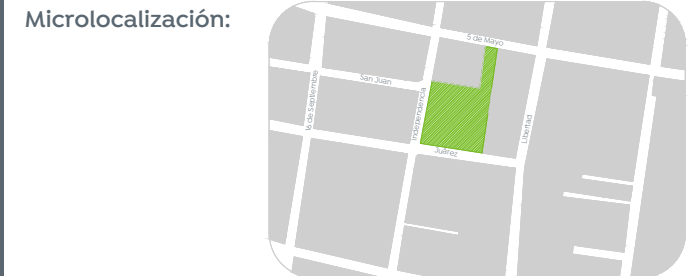 Microlocalización:
5 de Mayo
San Juan
16 de Septiembre
Independencia
Libertad
Juárez